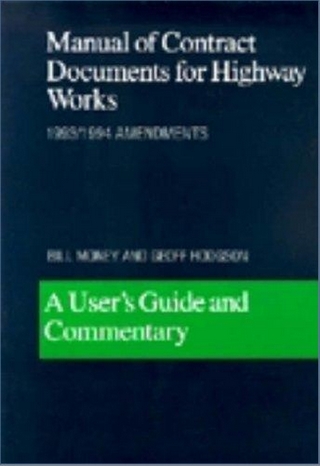 Manual of Contract
Documents for Highway
Works
1993/1994 AMENDMENTS
BILL MONEY AND GEOFF HODGSON
A User's Guide and
Commentary